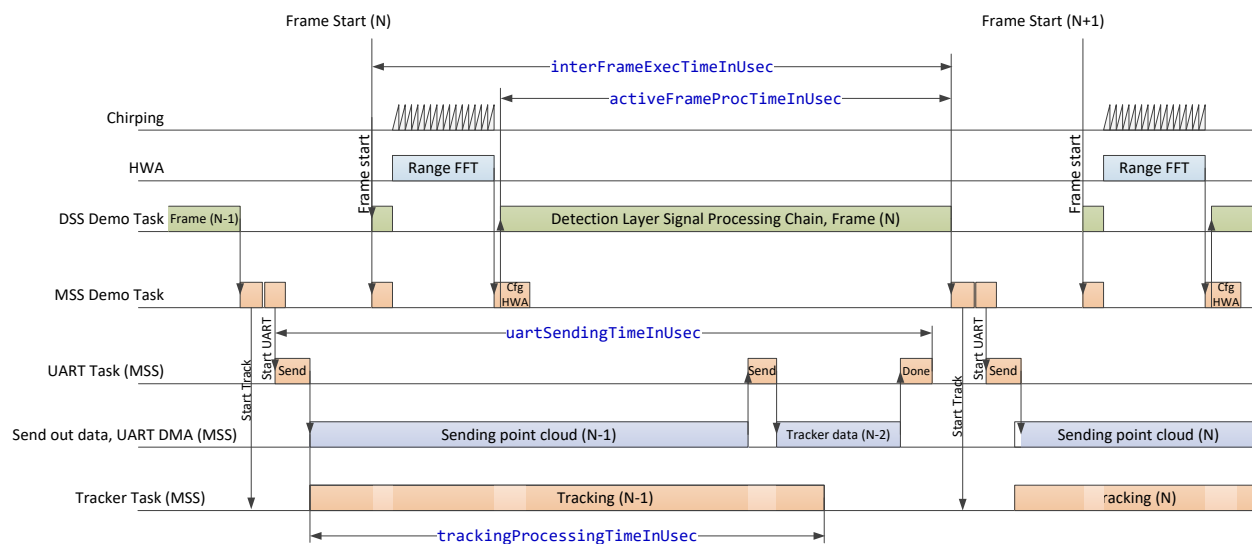 Frame Start (N)
Frame Start (N+1)
interFrameExecTimeInUsec
activeFrameProcTimeInUsec
Chirping
Frame start
Frame start
HWA
Range FFT
Range FFT
DSS Demo Task
Frame (N-1)
Detection Layer Signal Processing Chain, Frame (N)
MSS Demo Task
Cfg
HWA
Cfg
HWA
Start Track
Start UART
uartSendingTimeInUsec
Start Track
Start UART
UART Task (MSS)
Send
Send
Done
Send
Send out data, UART DMA (MSS)
Sending point cloud (N-1)
Tracker data (N-2)
Sending point cloud (N)
Tracker Task (MSS)
Tracking (N-1)
racking (N)
trackingProcessingTimeInUsec